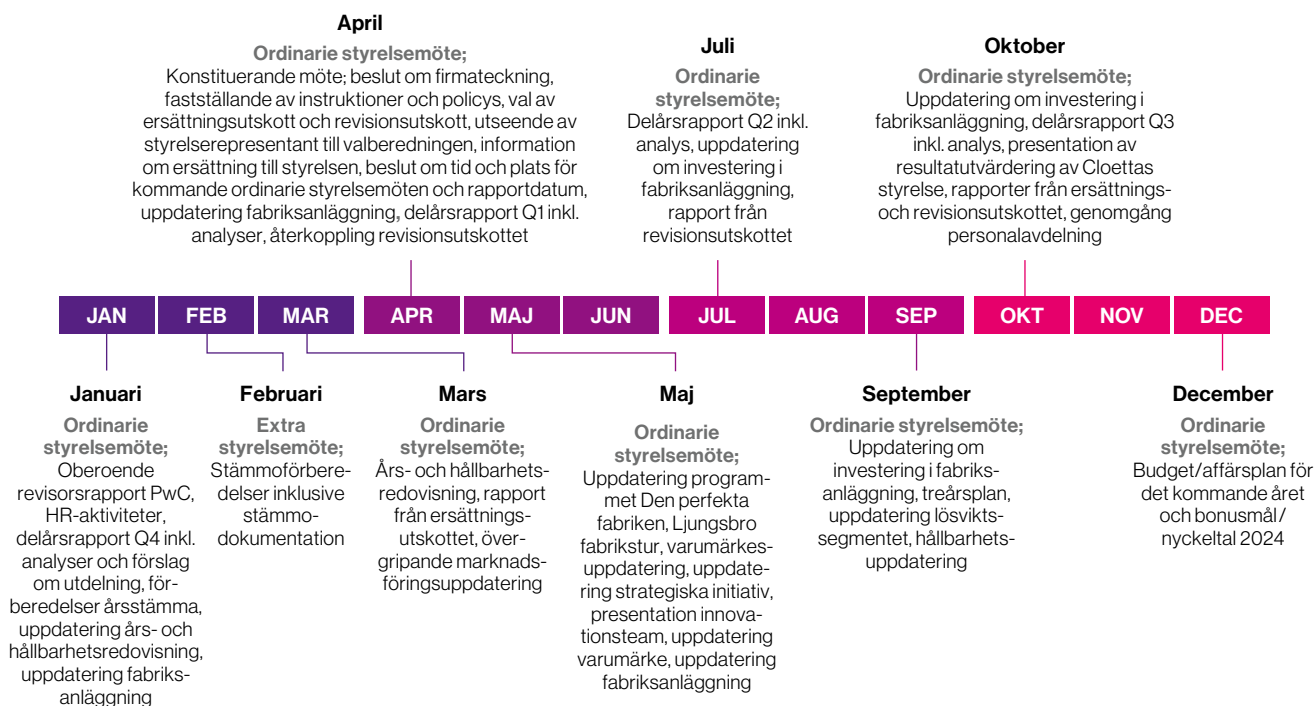 April
Ordinarie styrelsemöte;
Konstituerande möte; beslut om firmateckning,
fastställande av instruktioner och policys, val av
ersättningsutskott och revisionsutskott, utseende av
styrelserepresentant till valberedningen, information
om ersättning till styrelsen, beslut om tid och plats för
kommande ordinarie styrelsemöten och rapportdatum,
uppdatering fabriksanläggning, delårsrapport Q1 inkl.
analyser, återkoppling revisionsutskottet
Juli
Ordinarie
styrelsemöte;
Delårsrapport Q2 inkl.
analys, uppdatering
om investering i
fabriksanläggning,
rapport från
revisionsutskottet
Oktober
Ordinarie styrelsemöte;
Uppdatering om investering i
fabriksanläggning, delårsrapport Q3
inkl. analys, presentation av
resultatutvärdering av Cloettas
styrelse, rapporter från ersättnings-
och revisionsutskottet, genomgång
personalavdelning
JAN FEB MAR APR MAJ JUN JUL AUG SEP OKT NOV DEC
Januari
Ordinarie
styrelsemöte;
Oberoende
revisorsrapport PwC,
HR-aktiviteter,
delårsrapport Q4 inkl.
analyser och förslag
om utdelning, för-
beredelser årsstämma,
uppdatering års- och
hållbarhetsredovisning,
uppdatering fabriks-
anläggning
Februari
Extra
styrelsemöte;
Stämmoförbere-
delser inklusive
stämmo-
dokumentation
Mars
Ordinarie
styrelsemöte;
Års- och hållbarhets-
redovisning, rapport
från ersättnings-
utskottet, över-
gripande marknads-
föringsuppdatering
Maj
Ordinarie
styrelsemöte;
Uppdatering program-
met Den perfekta
fabriken, Ljungsbro
fabrikstur, varumärkes-
uppdatering, uppdate-
ring strategiska initiativ,
presentation innova-
tionsteam, uppdatering
varumärke, uppdatering
fabriksanläggning
September
Ordinarie styrelsemöte;
Uppdatering om
investering i fabriks-
anläggning, treårsplan,
uppdatering lösvikts-
segmentet, hållbarhets-
uppdatering
December
Ordinarie
styrelsemöte;
Budget/affärsplan för
det kommande året
och bonusmål/
nyckeltal 2024